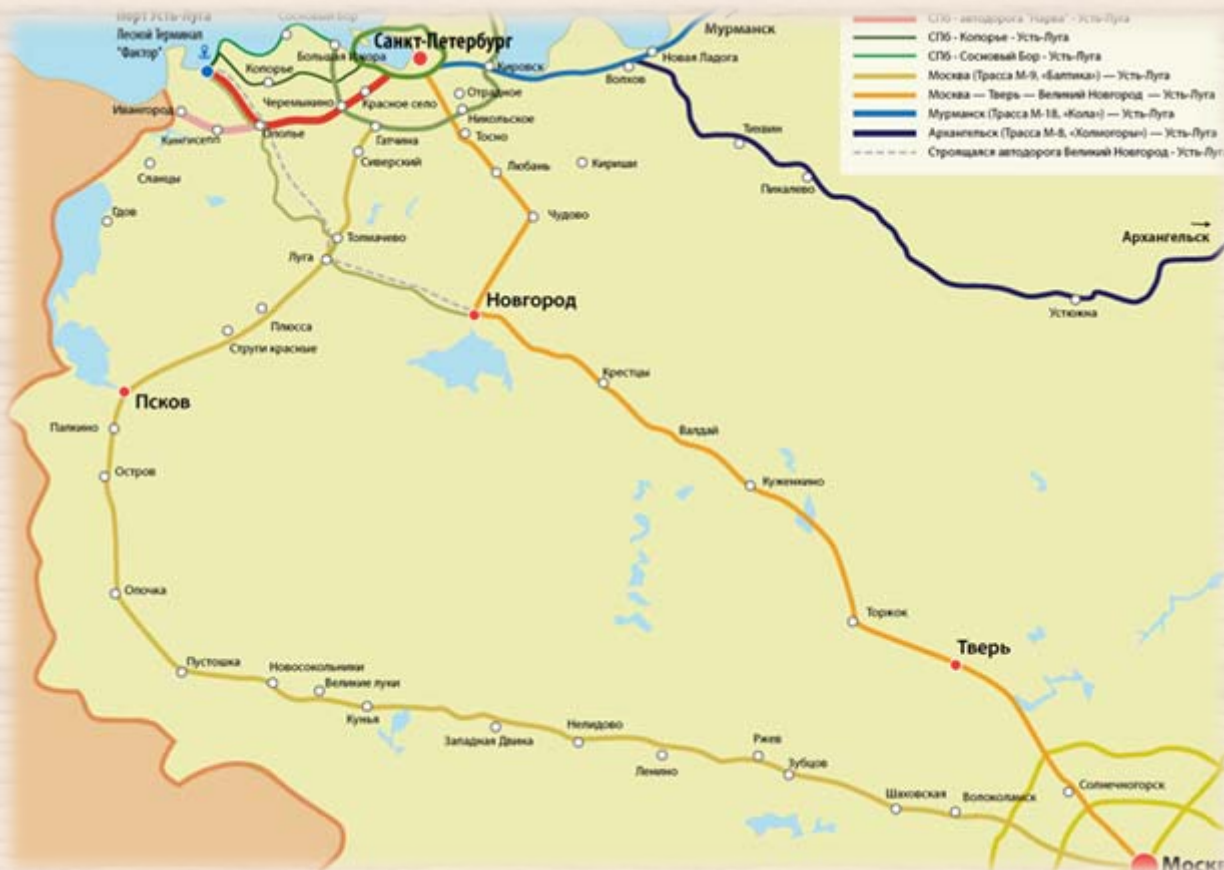 Порт Усть-Луга
Лесной Терминал
"Фактор"
Сосновый Бор
Большая Ижора
Санкт-Петербург
Копорье
Мурманск
Кировск
Новая Ладога
Волхов
Ивангород
Черемыкино
Красное село
Отрадное
Никольское
Кингисепп
Ополье
Гатчина
Тосно
Сиверский
Любань
Кириши
Сланцы
Тихвин
Пикалево
Гдов
Чудово
Толмачево
Луга
Архангельск
Новгород
Устюжна
Плюсса
Струги красные
Крестцы
Псков
Палкино
Валдай
Остров
Куженкино
Опочка
Торжок
Тверь
Пустошка
Новосокольники
Великие луки
Кунья
Западная Двина
Нелидово
Ленино
Ржев
Зубцов
Шаховская
Волоколамск
Солнечногорск
Моск
СПб - автодорога "Нарва" - Усть-Луга
СПб - Копорье - Усть-Луга
СПб - Сосновый Бор - Усть-Луга
Москва (Трасса М-9, «Балтика») — Усть-Луга
Москва — Тверь — Великий Новгород — Усть-Луга
Мурманск (Трасса М-18, «Кола») — Усть-Луга
Архангельск (Трасса М-8, «Холмогоры») — Усть-Луга
Строящаяся автодорога Великий Новгород - Усть-Луга